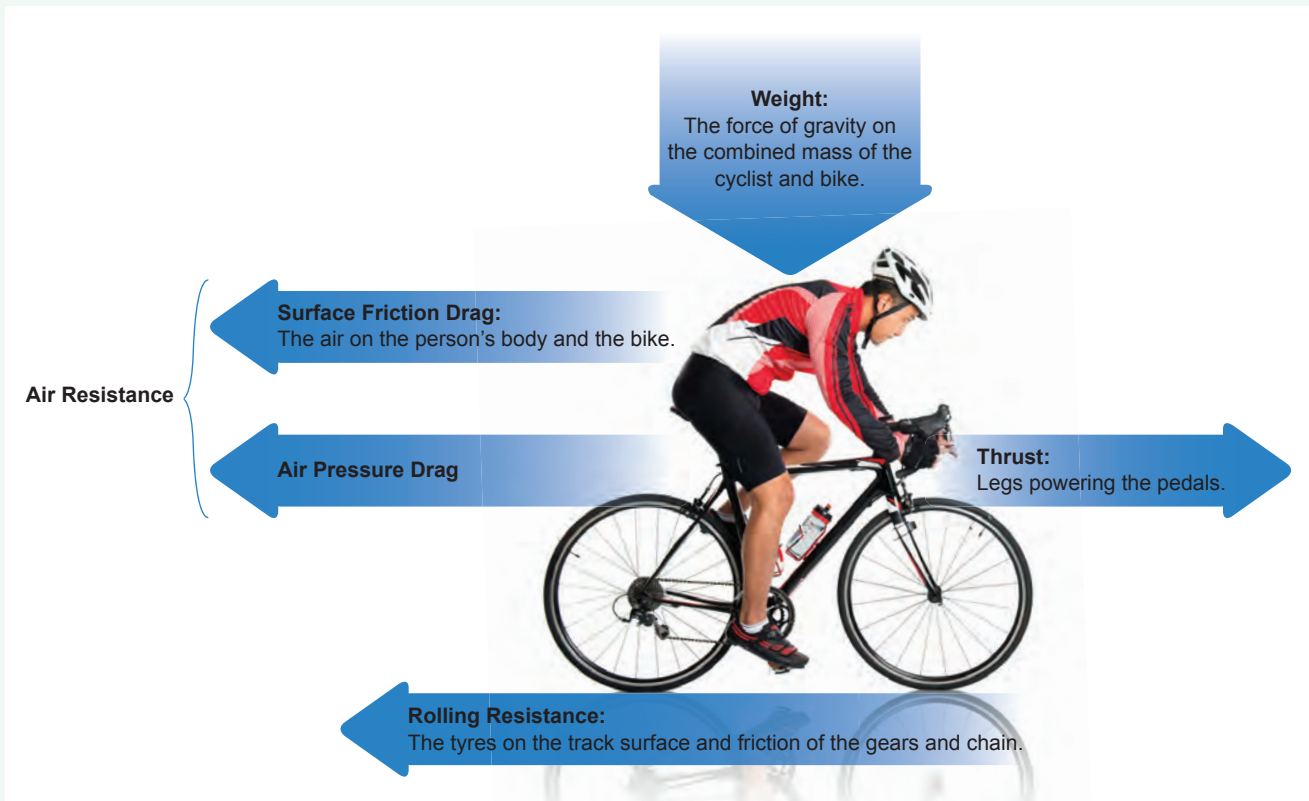 Weight:
The force of gravity on
the combined mass of the
cyclist and bike.
Surface Friction Drag:
The air on the person’s body and the bike.
Air Resistance
Air Pressure Drag
Thrust:
Legs powering the pedals.
Rolling Resistance:
The tyres on the track surface and friction of the gears and chain.